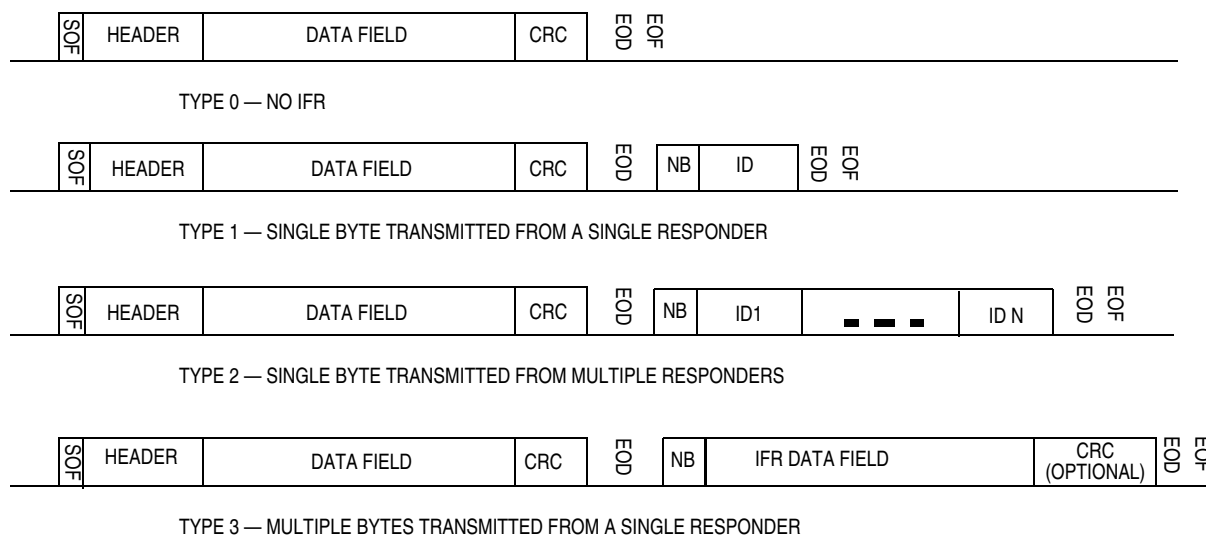 SOF HEADER DATA FIELD CRC EOD EOF
TYPE 0 — NO IFR
SOF HEADER DATA FIELD CRC EOD NB ID EOD EOF
TYPE 1 — SINGLE BYTE TRANSMITTED FROM A SINGLE RESPONDER
SOF HEADER DATA FIELD CRC EOD NB ID1 ID N EOD EOF
TYPE 2 — SINGLE BYTE TRANSMITTED FROM MULTIPLE RESPONDERS
SOF HEADER DATA FIELD CRC EOD NB IFR DATA FIELD CRC (OPTIONAL) EOD EOF
TYPE 3 — MULTIPLE BYTES TRANSMITTED FROM A SINGLE RESPONDER